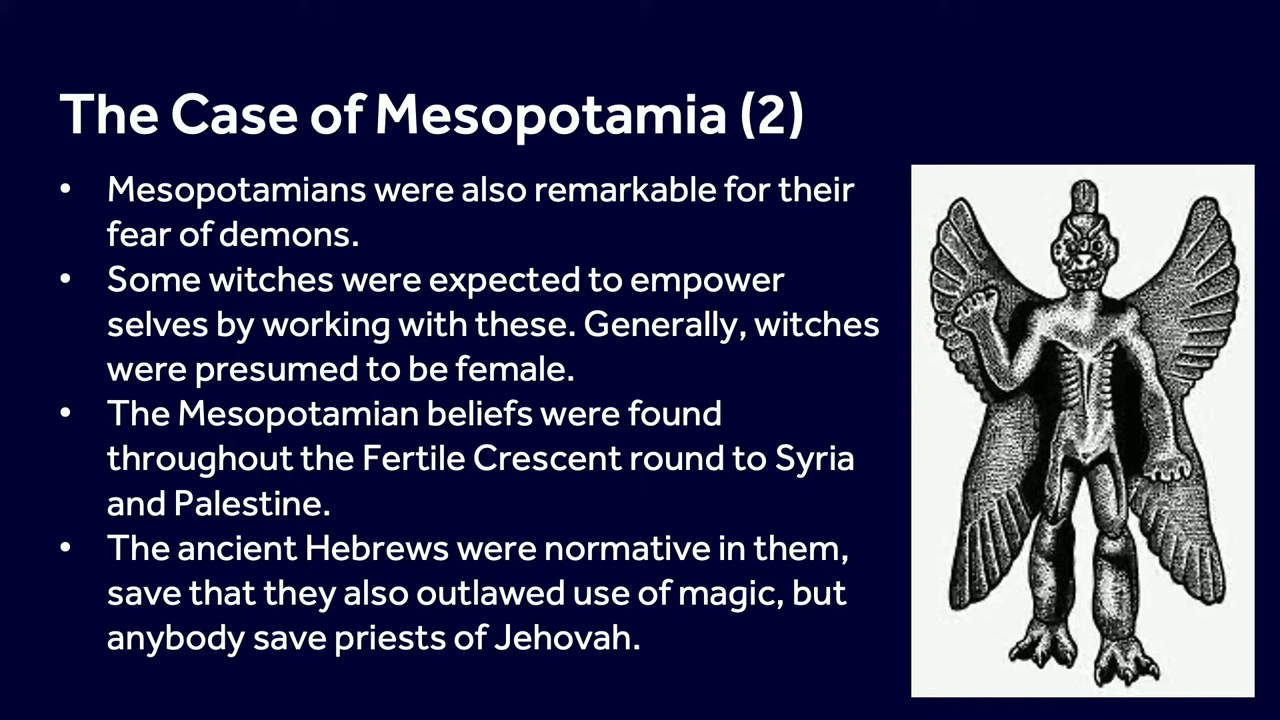 The Case of Mesopotamia (2)
• Mesopotamians were also remarkable for their
fear of demons.
• Some witches were expected to empower
selves by working with these. Generally, witches
were presumed to be female.
• The Mesopotamian beliefs were found
throughout the Fertile Crescent round to Syria
and Palestine.
• The ancient Hebrews were normative in them,
save that they also outlawed use of magic, but
anybody save priests of Jehovah.